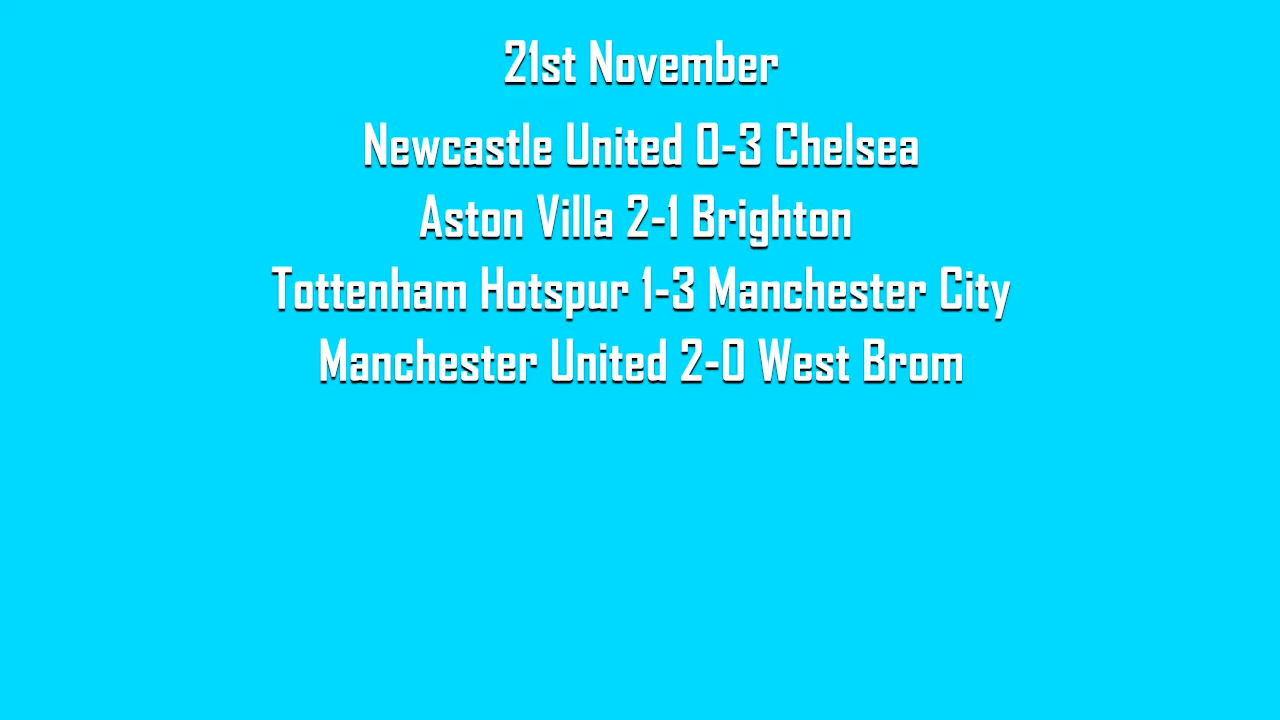 21st November
Newcastle United 0-3 Chelsea
Aston Villa 2-1 Brighton
Tottenham Hotspur 1-3 Manchester City
Manchester United 2-0 West Brom